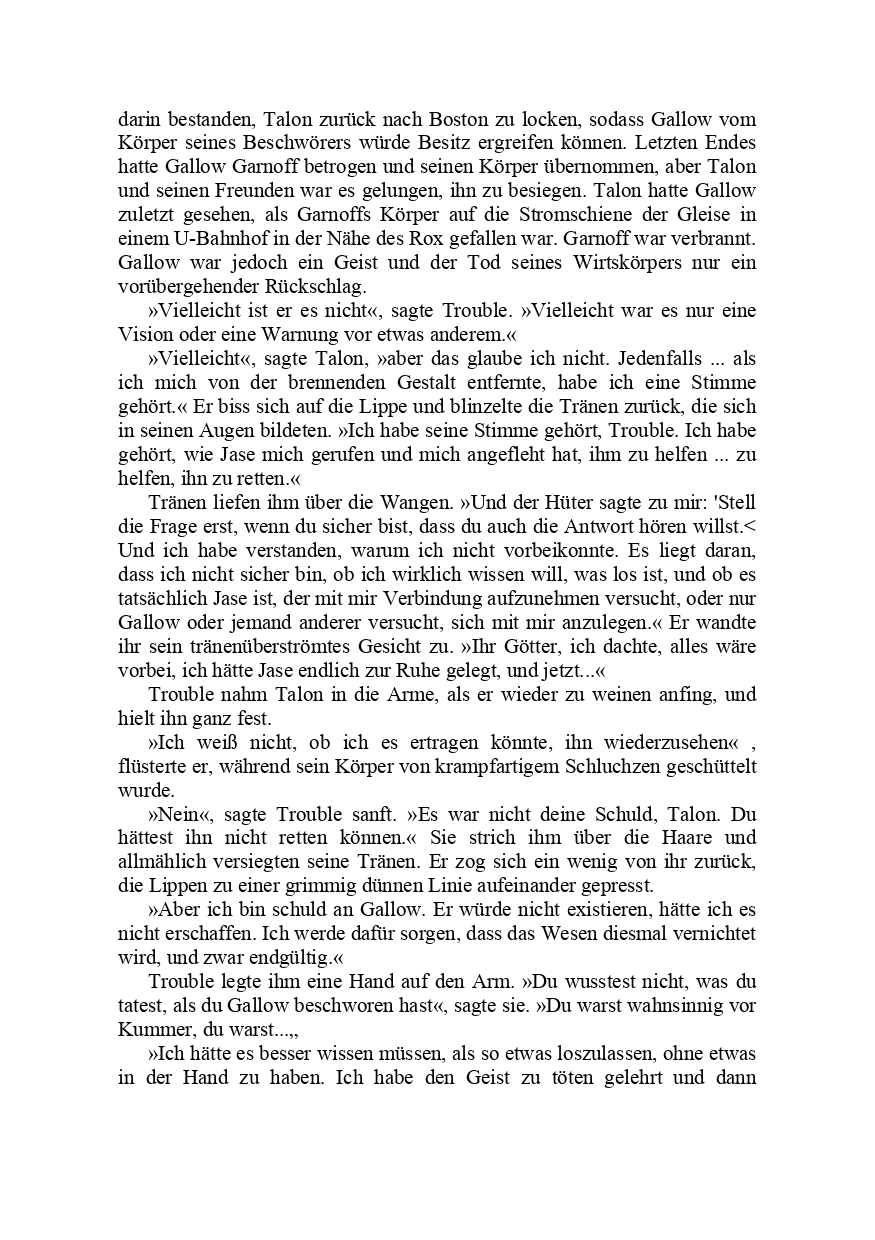 darin bestanden, Talon zurück nach Boston zu locken, sodass Gallow vom
Körper seines Beschwörers würde Besitz ergreifen können. Letzten Endes
hatte Gallow Garnoff betrogen und seinen Körper übernommen, aber Talon
und seinen Freunden war es gelungen, ihn zu besiegen. Talon hatte Gallow
zuletzt gesehen, als Garnoffs Körper auf die Stromschiene der Gleise in
einem U-Bahnhof in der Nähe des Rox gefallen war. Garnoff war verbrannt.
Gallow war jedoch ein Geist und der Tod seines Wirtskörpers nur ein
vorübergehender Rückschlag.
»Vielleicht ist er es nicht«, sagte Trouble. »Vielleicht war es nur eine
Vision oder eine Warnung vor etwas anderem.«
»Vielleicht«, sagte Talon, »aber das glaube ich nicht. Jedenfalls ... als
ich mich von der brennenden Gestalt entfernte, habe ich eine Stimme
gehört.« Er biss sich auf die Lippe und blinzelte die Tränen zurück, die sich
in seinen Augen bildeten. »Ich habe seine Stimme gehört, Trouble. Ich habe
gehört, wie Jase mich gerufen und mich angefleht hat, ihm zu helfen ... zu
helfen, ihn zu retten.«
Tränen liefen ihm über die Wangen. »Und der Hüter sagte zu mir: 'Stell
die Frage erst, wenn du sicher bist, dass du auch die Antwort hören willst.<
Und ich habe verstanden, warum ich nicht vorbeikonnte. Es liegt daran,
dass ich nicht sicher bin, ob ich wirklich wissen will, was los ist, und ob es
tatsächlich Jase ist, der mit mir Verbindung aufzunehmen versucht, oder nur
Gallow oder jemand anderer versucht, sich mit mir anzulegen.« Er wandte
ihr sein tränenüberströmtes Gesicht zu. »Ihr Götter, ich dachte, alles wäre
vorbei, ich hätte Jase endlich zur Ruhe gelegt, und jetzt...«
Trouble nahm Talon in die Arme, als er wieder zu weinen anfing, und
hielt ihn ganz fest.
»Ich weiß nicht, ob ich es ertragen könnte, ihn wiederzusehen« ,
flüsterte er, während sein Körper von krampfartigem Schluchzen geschüttelt
wurde.
»Nein«, sagte Trouble sanft. »Es war nicht deine Schuld, Talon. Du
hättest ihn nicht retten können.« Sie strich ihm über die Haare und
allmählich versiegten seine Tränen. Er zog sich ein wenig von ihr zurück,
die Lippen zu einer grimmig dünnen Linie aufeinander gepresst.
»Aber ich bin schuld an Gallow. Er würde nicht existieren, hätte ich es
nicht erschaffen. Ich werde dafür sorgen, dass das Wesen diesmal vernichtet
wird, und zwar endgültig.«
Trouble legte ihm eine Hand auf den Arm. »Du wusstest nicht, was du
tatest, als du Gallow beschworen hast«, sagte sie. »Du warst wahnsinnig vor
Kummer, du warst...,,
»Ich hätte es besser wissen müssen, als so etwas loszulassen, ohne etwas
in der Hand zu haben. Ich habe den Geist zu töten gelehrt und dann